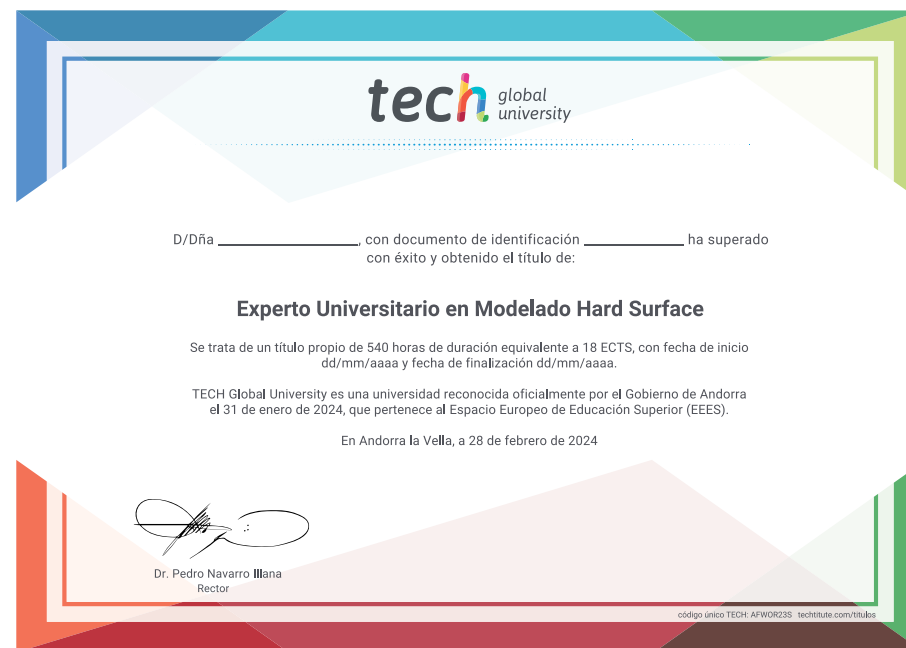 tech global
university
D/Dña ____________________, con documento de identificación ______________ ha superado
con éxito y obtenido el título de:
Experto Universitario en Modelado Hard Surface
Se trata de un título propio de 540 horas de duración equivalente a 18 ECTS, con fecha de inicio
dd/mm/aaaa y fecha de finalización dd/mm/aaaa.
TECH Global University es una universidad reconocida oficialmente por el Gobierno de Andorra
el 31 de enero de 2024, que pertenece al Espacio Europeo de Educación Superior (EEES).
En Andorra la Vella, a 28 de febrero de 2024
Dr. Pedro Navarro Illana
Rector
código único TECH: AFWOR23S techtitute.com/titulos